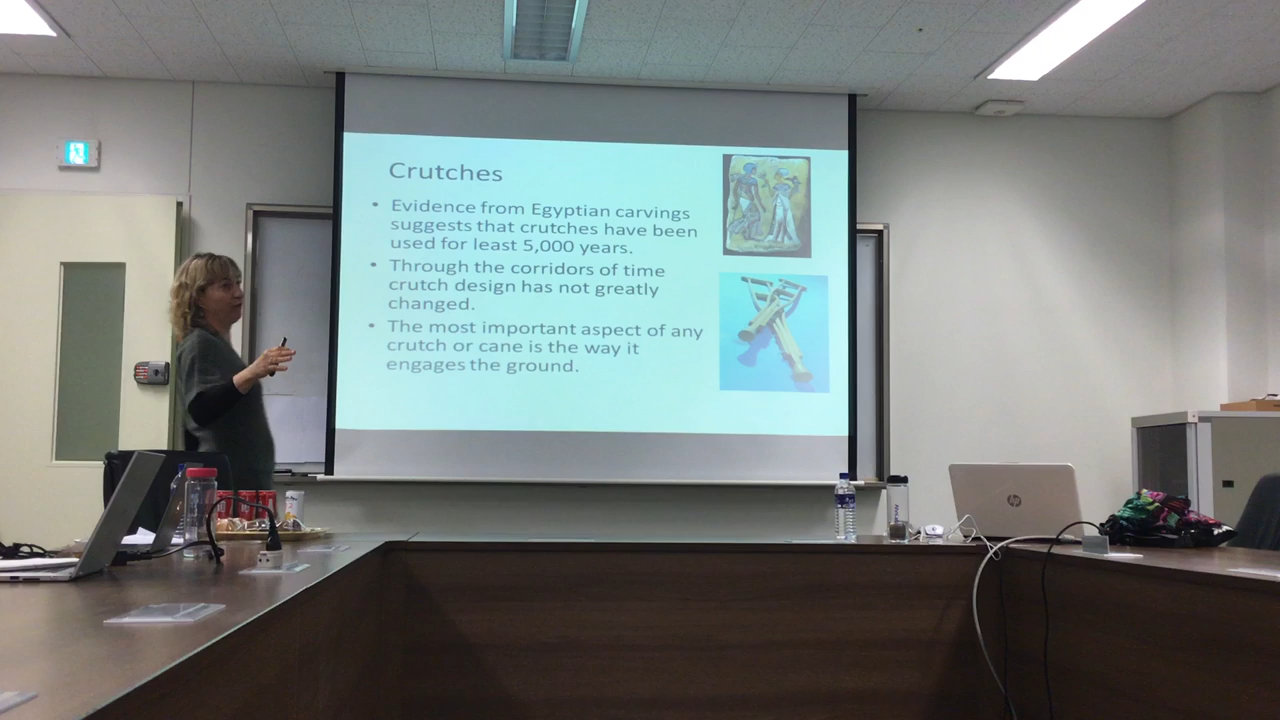 Crutches
• Evidence from Egyptian carvings
suggests that crutches have been
used for least 5,000 years.
• Through the corridors of time
crutch design has not greatly
changed.
• The most important aspect of any
crutch or cane is the way it
engages the ground.
hp